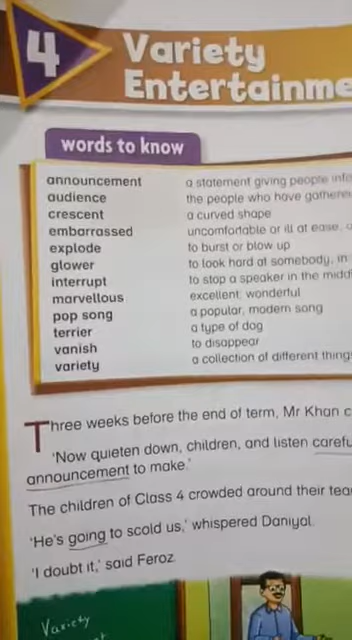 4
Variety
Entertainme
words to know
announcement a statement giving people info
audience the people who have gathere
crescent a curved shape
embarrassed uncomfortable or ill at ease,
explode to burst or blow up
glower to look hard at somebody, in
interrupt to stop a speaker in the midd
marvellous excellent, wonderful
pop song a popular, modern song
terrier a type of dog
vanish to disappear
variety a collection of different things
Three weeks before the end of term, Mr Khan c
'Now quieten down, children, and listen carefu
announcement to make.'
The children of Class 4 crowded around their tea
'He's going to scold us,' whispered Daniyal.
'I doubt it,' said Feroz.
Variety